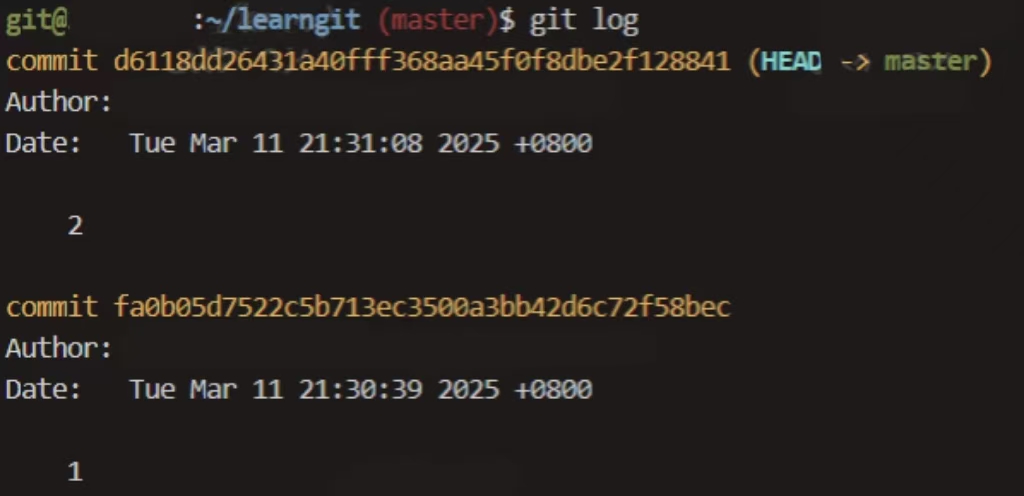 git@ :~/learngit (master)$ git log
commit d6118dd26431a40fff368aa45f0f8dbe2f128841 (HEAD -> master)
Author:
Date:   Tue Mar 11 21:31:08 2025 +0800
2
commit fa0b05d7522c5b713ec3500a3bb42d6c72f58bec
Author:
Date:   Tue Mar 11 21:30:39 2025 +0800
1